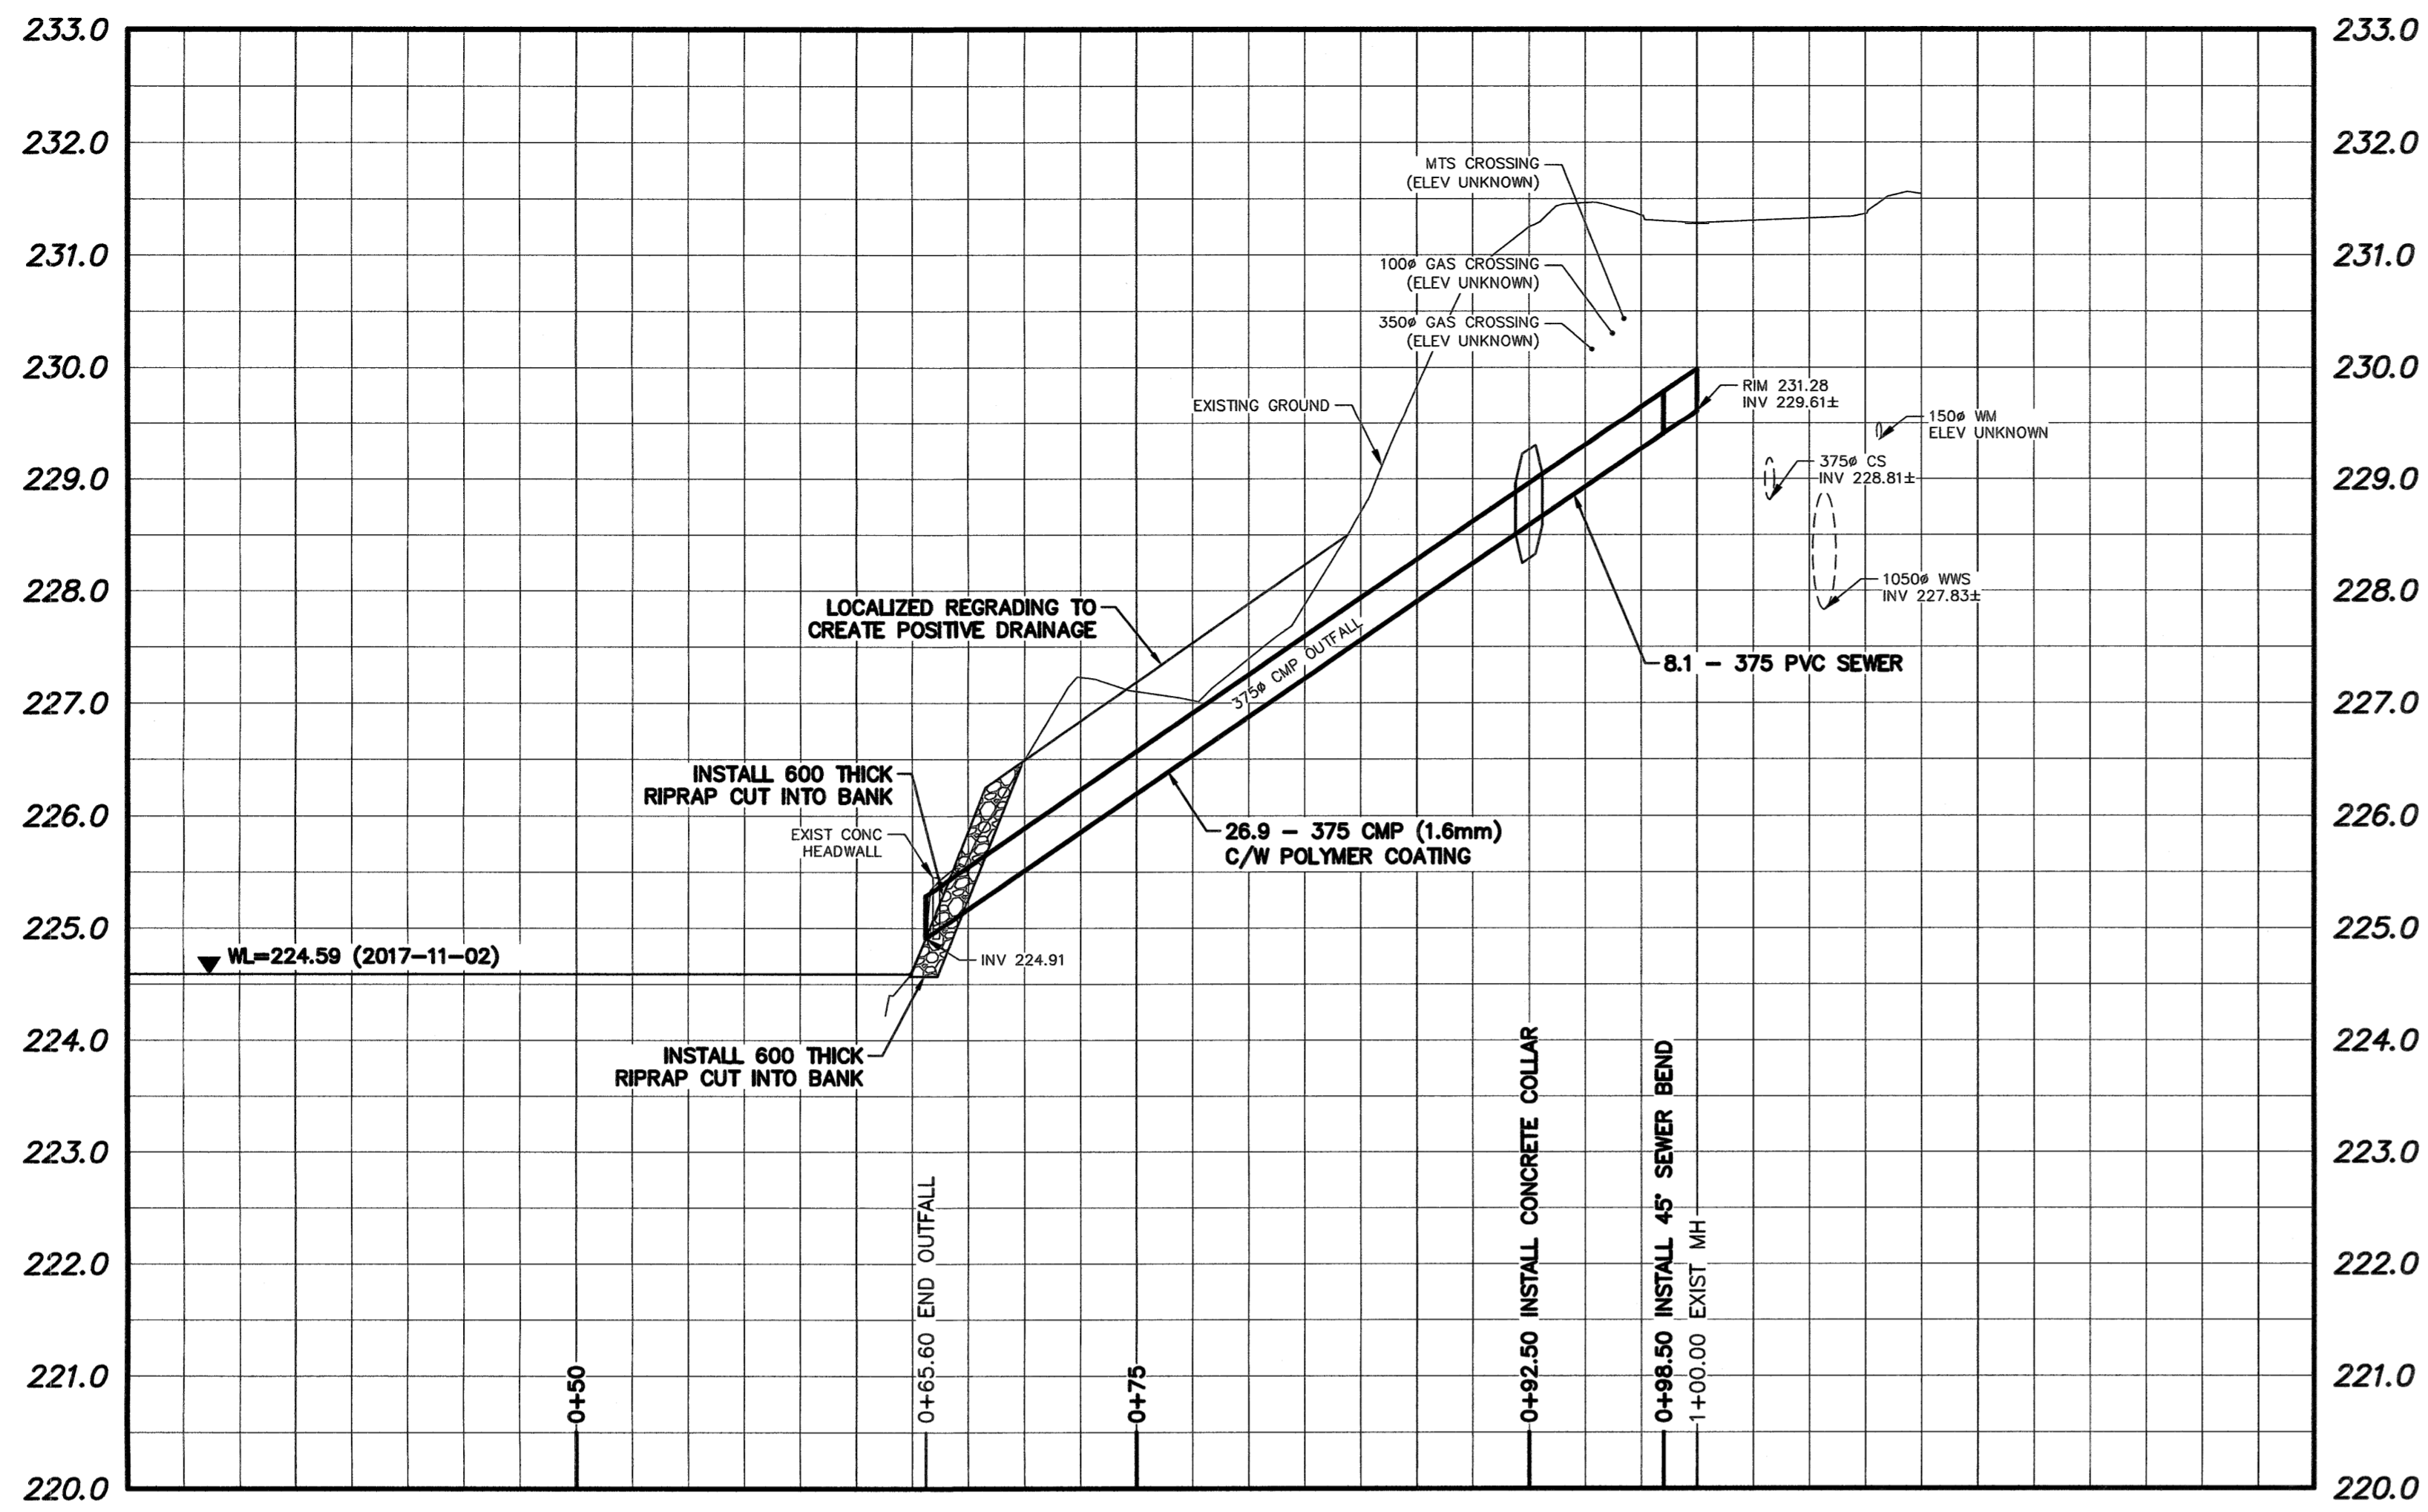 233.0
233.0
232.0
232.0
231.0
231.0
230.0
230.0
229.0
229.0
228.0
228.0
227.0
227.0
226.0
226.0
225.0
225.0
224.0
224.0
223.0
223.0
222.0
222.0
221.0
221.0
220.0
220.0
MTS CROSSING
(ELEV UNKNOWN)
100ø GAS CROSSING
(ELEV UNKNOWN)
350ø GAS CROSSING
(ELEV UNKNOWN)
EXISTING GROUND
RIM 231.28
INV 229.61±
150ø WM
ELEV UNKNOWN
375ø CS
INV 228.81±
1050ø WWS
INV 227.83±
LOCALIZED REGRADING TO
CREATE POSITIVE DRAINAGE
375ø CMP OUTFALL
8.1 – 375 PVC SEWER
INSTALL 600 THICK
RIPRAP CUT INTO BANK
EXIST CONC
HEADWALL
26.9 – 375 CMP (1.6mm)
C/W POLYMER COATING
WL=224.59 (2017-11-02)
INV 224.91
INSTALL 600 THICK
RIPRAP CUT INTO BANK
0+50
0+65.60 END OUTFALL
0+75
0+92.50 INSTALL CONCRETE COLLAR
0+98.50 INSTALL 45° SEWER BEND
1+00.00 EXIST MH